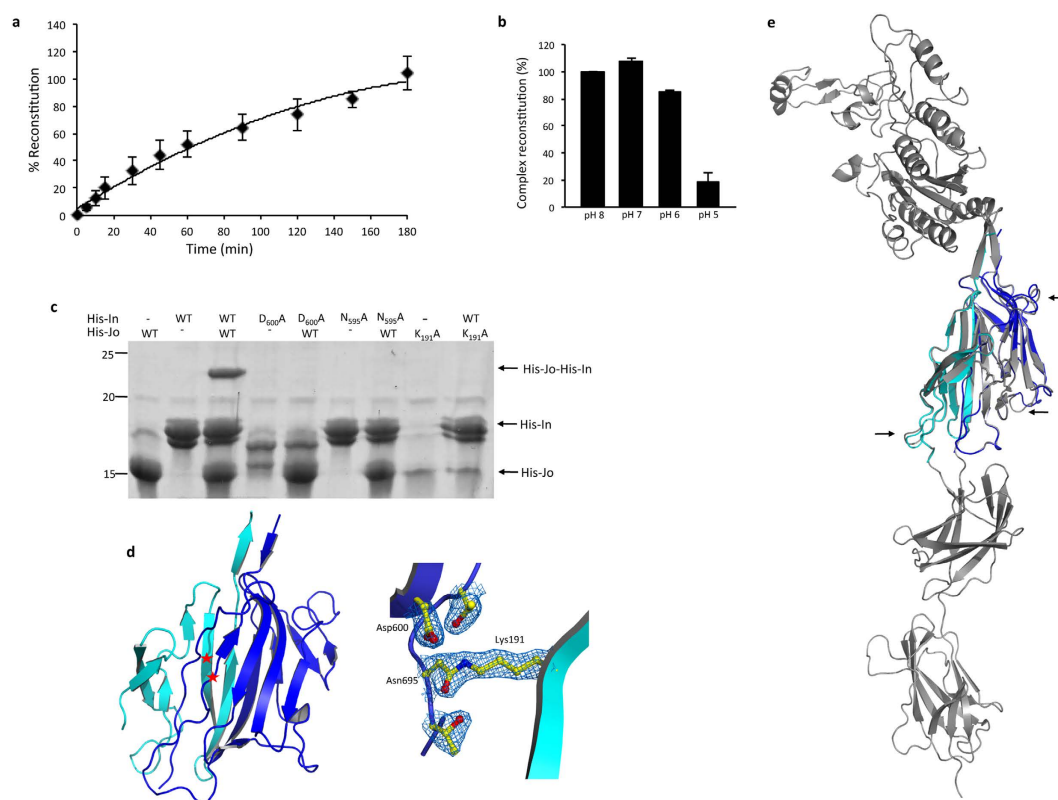 a
% Reconstitution
140
120
100
80
60
40
20
0
0 20 40 60 80 100 120 140 160 180
Time (min)
b
Complex reconstitution (%)
120
100
80
60
40
20
0
pH 8 pH 7 pH 6 pH 5
c
His-In - WT WT D600A D600A N595A N595A – WT
His-Jo WT - WT - WT - WT K191A K191A
25
20
15
His-Jo-His-In
His-In
His-Jo
d
Asp600
Lys191
Asn695
e